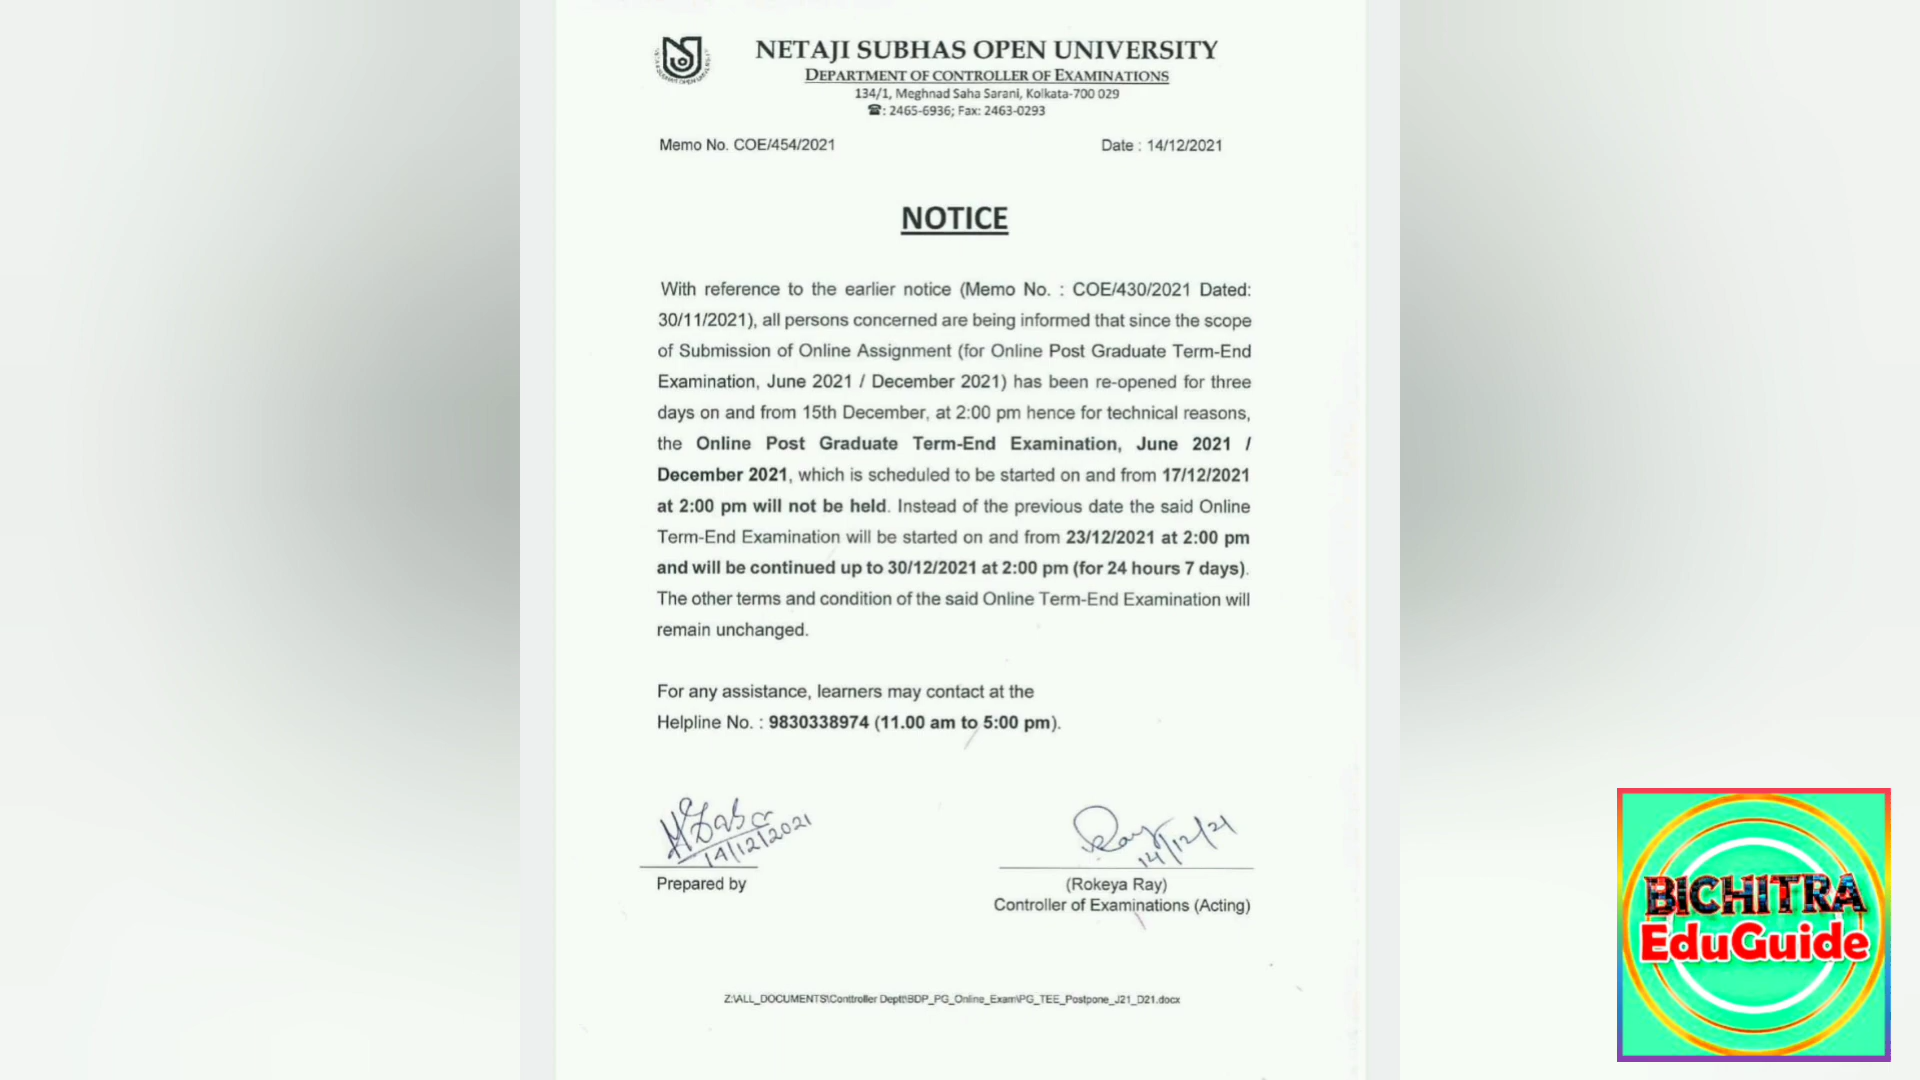 NETAJI SUBHAS OPEN UNIVERSITY
DEPARTMENT OF CONTROLLER OF EXAMINATIONS
134/1, Meghnad Saha Sarani, Kolkata-700 029
☎: 2465-6936; Fax: 2463-0293
Memo No. COE/454/2021 Date : 14/12/2021
NOTICE
With reference to the earlier notice (Memo No. : COE/430/2021 Dated:
30/11/2021), all persons concerned are being informed that since the scope
of Submission of Online Assignment (for Online Post Graduate Term-End
Examination, June 2021 / December 2021) has been re-opened for three
days on and from 15th December, at 2:00 pm hence for technical reasons,
the Online Post Graduate Term-End Examination, June 2021 /
December 2021, which is scheduled to be started on and from 17/12/2021
at 2:00 pm will not be held. Instead of the previous date the said Online
Term-End Examination will be started on and from 23/12/2021 at 2:00 pm
and will be continued up to 30/12/2021 at 2:00 pm (for 24 hours 7 days).
The other terms and condition of the said Online Term-End Examination will
remain unchanged.
For any assistance, learners may contact at the
Helpline No. : 9830338974 (11.00 am to 5:00 pm).
14/12/2021
Ray 14/12/21
Prepared by
(Rokeya Ray)
Controller of Examinations (Acting)
Z:\ALL_DOCUMENTS\Conttroller Deptt\BDP_PG_Online_Exam\PG_TEE_Postpone_J21_D21.docx
BICHITRA
EduGuide